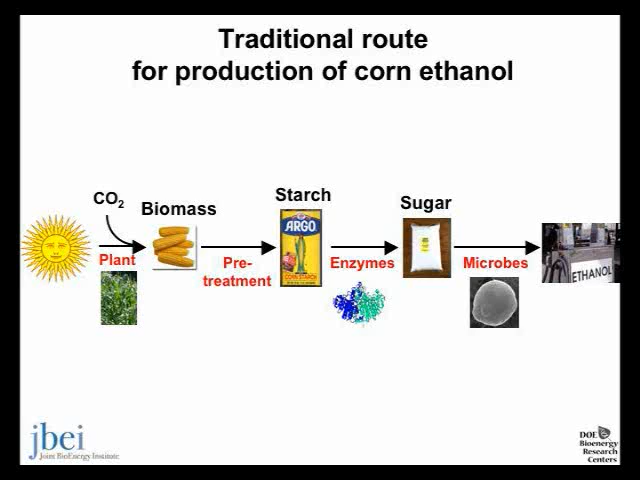 Traditional route
for production of corn ethanol
CO2
Biomass
Starch
Sugar
ARGO
CORN STARCH
Plant
Pre-
treatment
Enzymes
Microbes
ETHANOL
jbei
Joint BioEnergy Institute
DOE
Bioenergy
Research
Centers